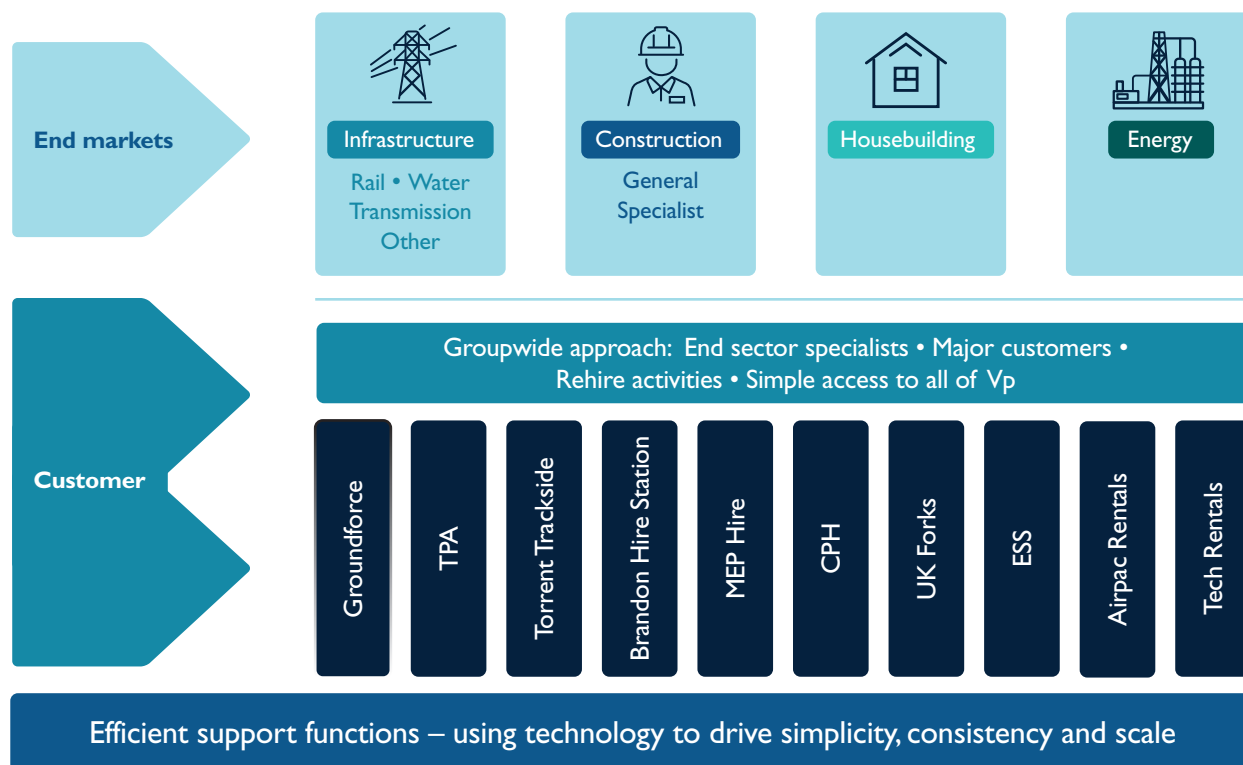 End markets
Infrastructure
Rail • Water
Transmission
Other
Construction
General
Specialist
Housebuilding
Energy
Customer
Groupwide approach: End sector specialists • Major customers •
Rehire activities • Simple access to all of Vp
Groundforce
TPA
Torrent Trackside
Brandon Hire Station
MEP Hire
CPH
UK Forks
ESS
Airpac Rentals
Tech Rentals
Efficient support functions – using technology to drive simplicity, consistency and scale